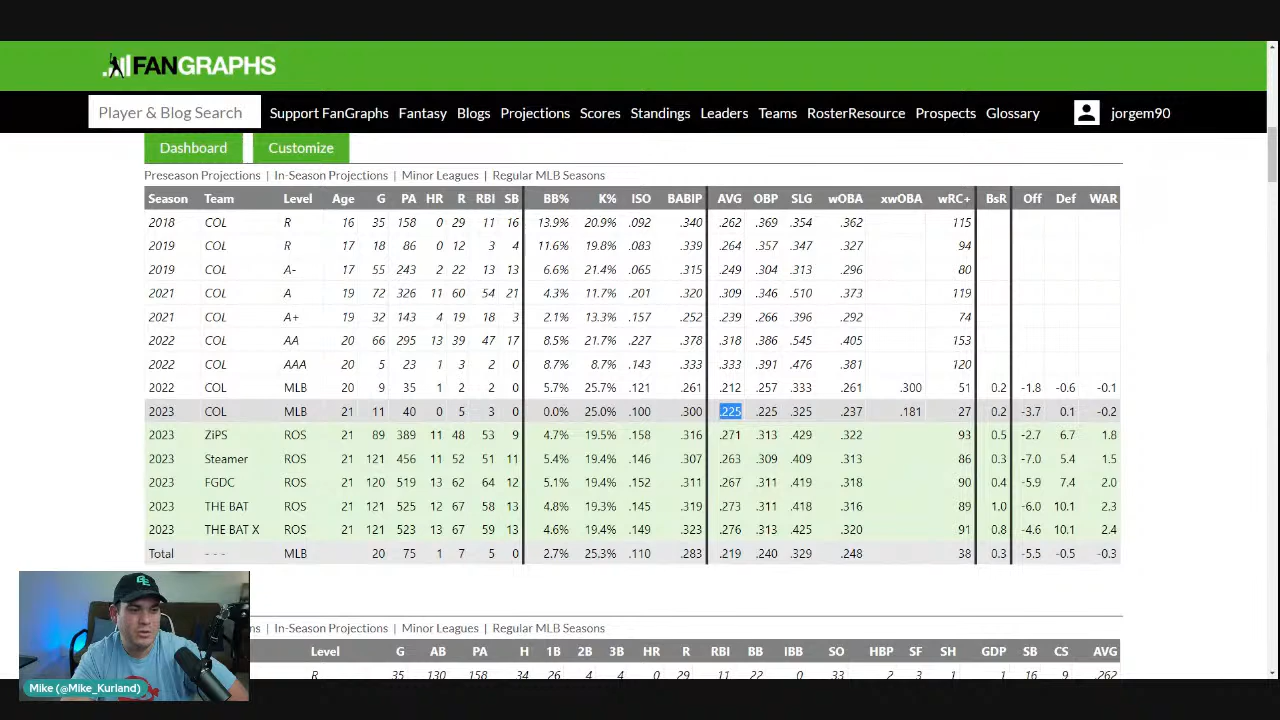 FANGRAPHS
Player & Blog Search Support FanGraphs Fantasy Blogs Projections Scores Standings Leaders Teams RosterResource Prospects Glossary jorgem90
Dashboard Customize
Preseason Projections | In-Season Projections | Minor Leagues | Regular MLB Seasons
Season Team Level Age G PA HR R RBI SB BB% K% ISO BABIP AVG OBP SLG wOBA xwOBA wRC+ BsR Off Def WAR
2018 COL R 16 35 158 0 29 11 16 13.9% 20.9% .092 .340 .262 .369 .354 .362 115
2019 COL R 17 18 86 0 12 3 4 11.6% 19.8% .083 .339 .264 .357 .347 .327 94
2019 COL A- 17 55 243 2 22 13 13 6.6% 21.4% .065 .315 .249 .304 .313 .296 80
2021 COL A 19 72 326 11 60 54 21 4.3% 11.7% .201 .320 .309 .346 .510 .373 119
2021 COL A+ 19 32 143 4 19 18 3 2.1% 13.3% .157 .252 .239 .266 .396 .292 74
2022 COL AA 20 66 295 13 39 47 17 8.5% 21.7% .227 .378 .318 .386 .545 .405 153
2022 COL AAA 20 5 23 1 3 2 0 8.7% 8.7% .143 .333 .333 .391 .476 .381 120
2022 COL MLB 20 9 35 1 2 2 0 5.7% 25.7% .121 .261 .212 .257 .333 .261 .300 51 0.2 -1.8 -0.6 -0.1
2023 COL MLB 21 11 40 0 5 3 0 0.0% 25.0% .100 .300 .225 .225 .325 .237 .181 27 0.2 -3.7 0.1 -0.2
2023 ZiPS ROS 21 89 389 11 48 53 9 4.7% 19.5% .158 .316 .271 .313 .429 .322 93 0.5 -2.7 6.7 1.8
2023 Steamer ROS 21 121 456 11 52 51 11 5.4% 19.4% .146 .307 .263 .309 .409 .313 86 0.3 -7.0 5.4 1.5
2023 FGDC ROS 21 120 519 13 62 64 12 5.1% 19.4% .152 .311 .267 .311 .419 .318 90 0.4 -5.9 7.4 2.0
2023 THE BAT ROS 21 121 525 12 67 58 13 4.8% 19.3% .145 .319 .273 .311 .418 .316 89 1.0 -6.0 10.1 2.3
2023 THE BAT X ROS 21 121 523 13 67 59 13 4.6% 19.4% .149 .323 .276 .313 .425 .320 91 0.8 -4.6 10.1 2.4
Total - - - MLB 20 75 1 7 5 0 2.7% 25.3% .110 .283 .219 .240 .329 .248 38 0.3 -5.5 -0.5 -0.3
| In-Season Projections | Minor Leagues | Regular MLB Seasons
Level G AB PA H 1B 2B 3B HR R RBI BB IBB SO HBP SF SH GDP SB CS AVG
R 35 130 158 34 26 4 4 0 29 11 22 0 33 2 3 1 1 16 9 .262
Mike (@Mike_Kurland)